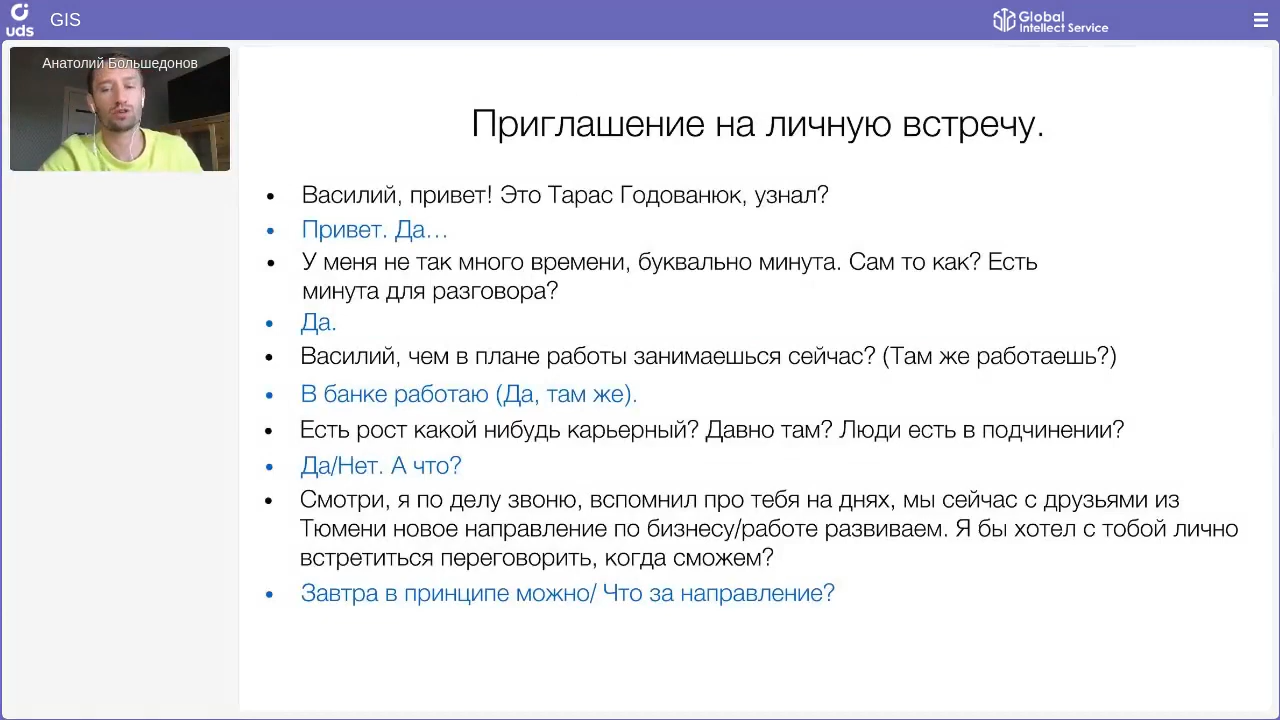 uds
GIS
Global
Intellect Service
Анатолий Большедонов
Приглашение на личную встречу.
• Василий, привет! Это Тарас Годованюк, узнал?
• Привет. Да…
• У меня не так много времени, буквально минута. Сам то как? Есть
минута для разговора?
• Да.
• Василий, чем в плане работы занимаешься сейчас? (Там же работаешь?)
• В банке работаю (Да, там же).
• Есть рост какой нибудь карьерный? Давно там? Люди есть в подчинении?
• Да/Нет. А что?
• Смотри, я по делу звоню, вспомнил про тебя на днях, мы сейчас с друзьями из
Тюмени новое направление по бизнесу/работе развиваем. Я бы хотел с тобой лично
встретиться переговорить, когда сможем?
• Завтра в принципе можно/ Что за направление?